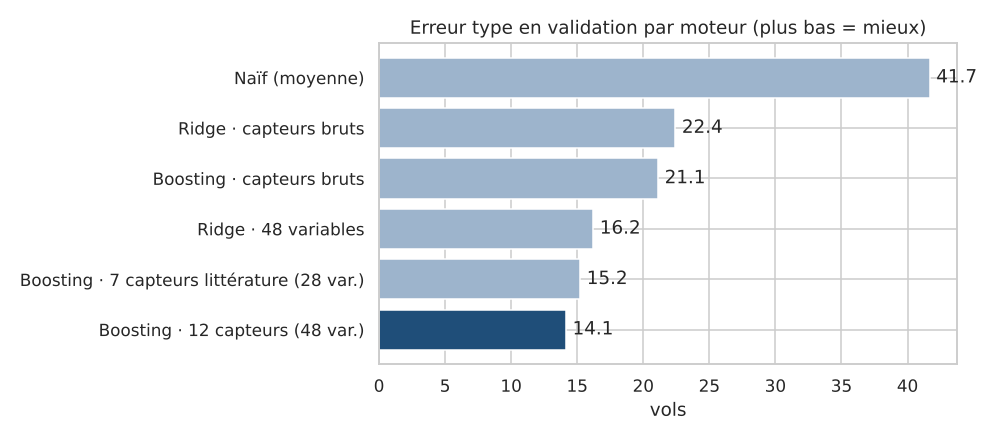 Erreur type en validation par moteur (plus bas = mieux)
Naïf (moyenne) 41.7
Ridge · capteurs bruts 22.4
Boosting · capteurs bruts 21.1
Ridge · 48 variables 16.2
Boosting · 7 capteurs littérature (28 var.) 15.2
Boosting · 12 capteurs (48 var.) 14.1
0 5 10 15 20 25 30 35 40
vols